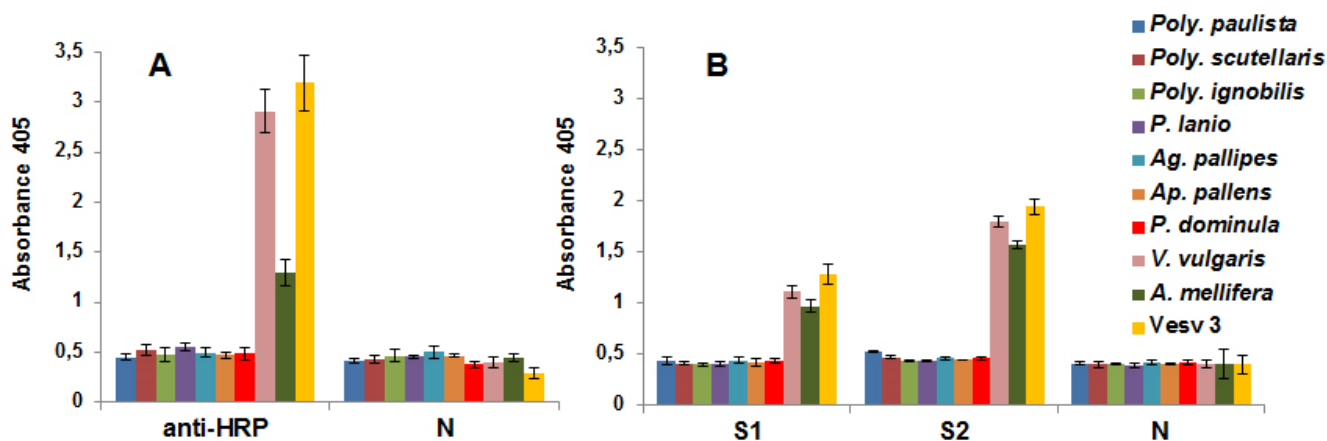 A
Absorbance 405
3,5
3
2,5
2
1,5
1
0,5
0
anti-HRP N
B
Absorbance 405
3,5
3
2,5
2
1,5
1
0,5
0
S1 S2 N
Poly. paulista
Poly. scutellaris
Poly. ignobilis
P. lanio
Ag. pallipes
Ap. pallens
P. dominula
V. vulgaris
A. mellifera
Vesv 3